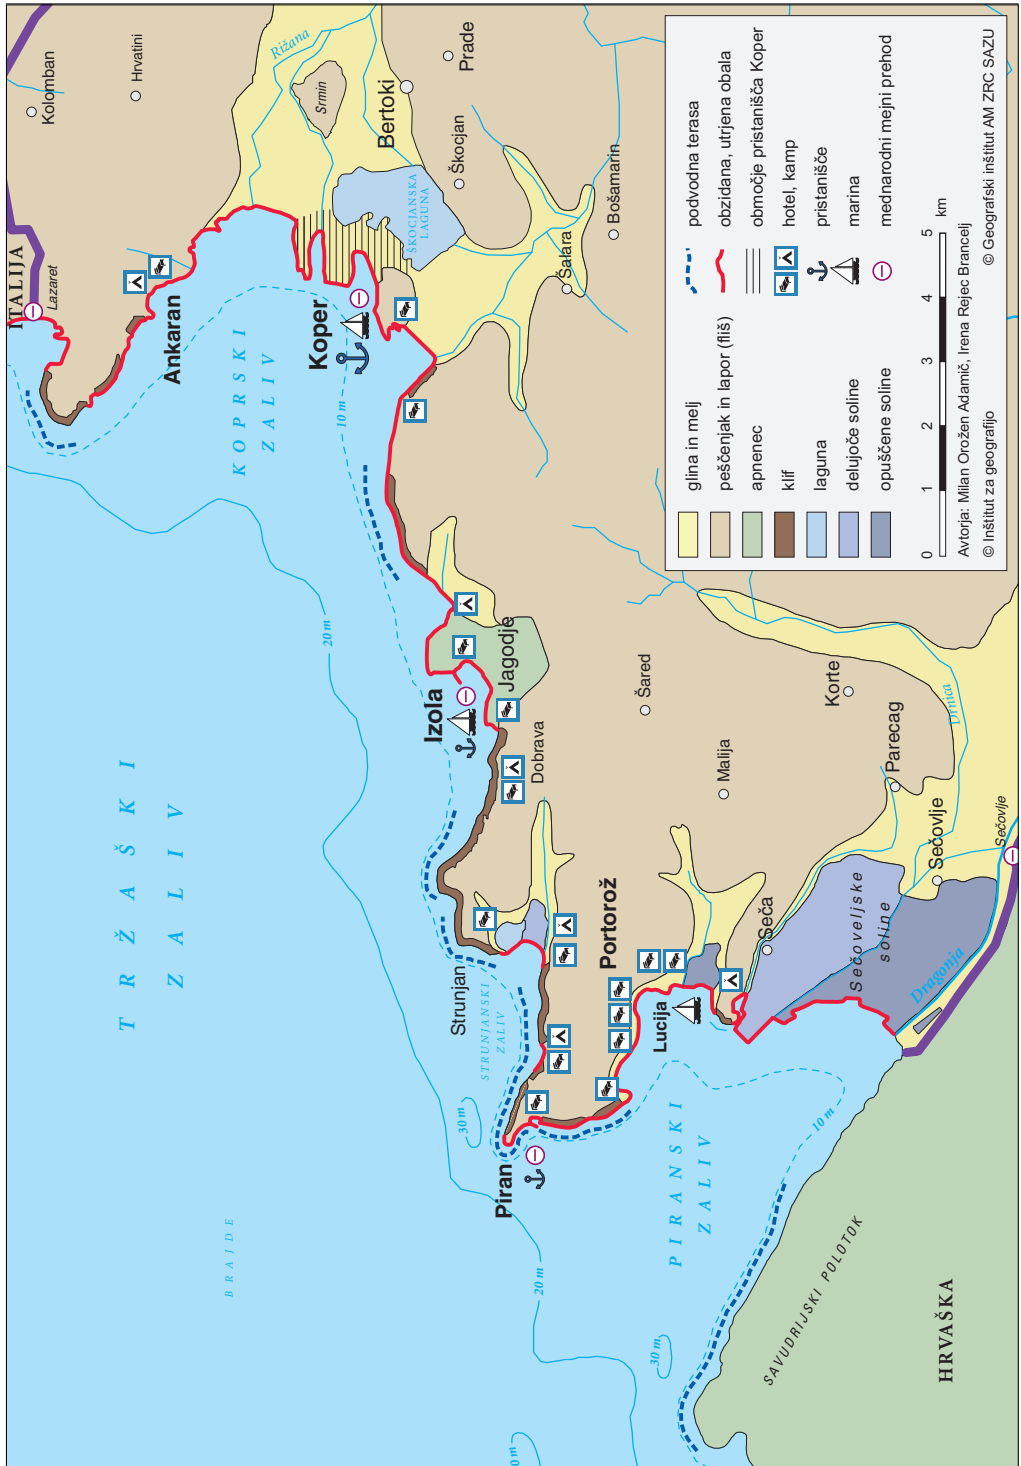 TRŽAŠKI
ZALIV
BRAJDE
ITALIJA
Lazaret
Kolomban
Hrvatini
Ankaran
KOPRSKI
ZALIV
Rižana
Srmin
Bertoki
Prade
Škocjan
ŠKOCJANSKA
LAGUNA
Koper
Bošamarin
Šalara
10 m
20 m
Izola
Jagodje
Dobrava
Šared
Malija
Korte
Parecag
Drnica
Strunjan
STRUNJANSKI
ZALIV
30 m
Piran
Portorož
Lucija
Seča
Sečoveljske
soline
Sečovlje
Sečovlje
Dragonja
PIRANSKI
ZALIV
10 m
20 m
30 m
SAVUDRIJSKI POLOTOK
HRVAŠKA
glina in melj
peščenjak in lapor (fliš)
apnenec
klif
laguna
delujoče soline
opuščene soline
podvodna terasa
obzidana, utrjena obala
območje pristanišča Koper
hotel, kamp
pristanišče
marina
mednarodni mejni prehod
0 1 2 3 4 5 km
Avtorja: Milan Orožen Adamič, Irena Rejec Brancelj
© Inštitut za geografijo © Geografski inštitut AM ZRC SAZU